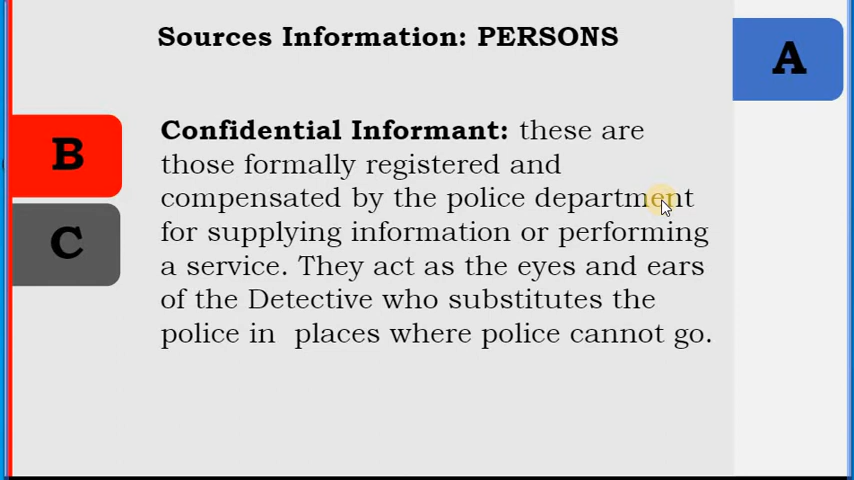 Sources Information: PERSONS
A
B
C
Confidential Informant: these are
those formally registered and
compensated by the police department
for supplying information or performing
a service. They act as the eyes and ears
of the Detective who substitutes the
police in  places where police cannot go.